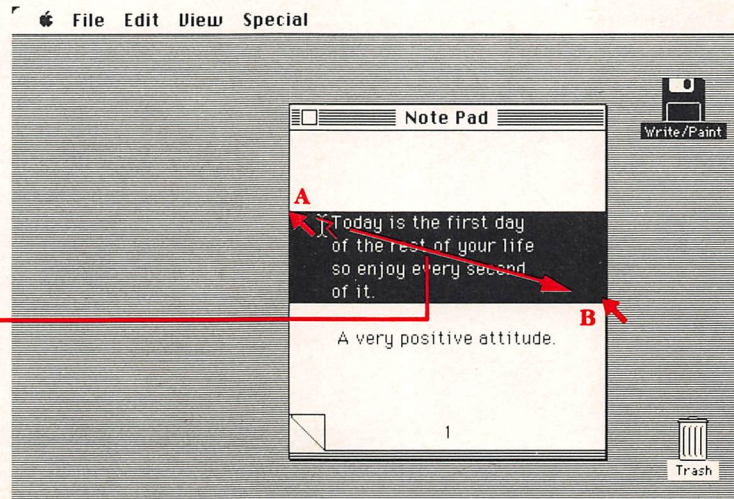 File Edit View Special
Note Pad
Write/Paint
A
Today is the first day
of the rest of your life
so enjoy every second
of it.
B
A very positive attitude.
1
Trash